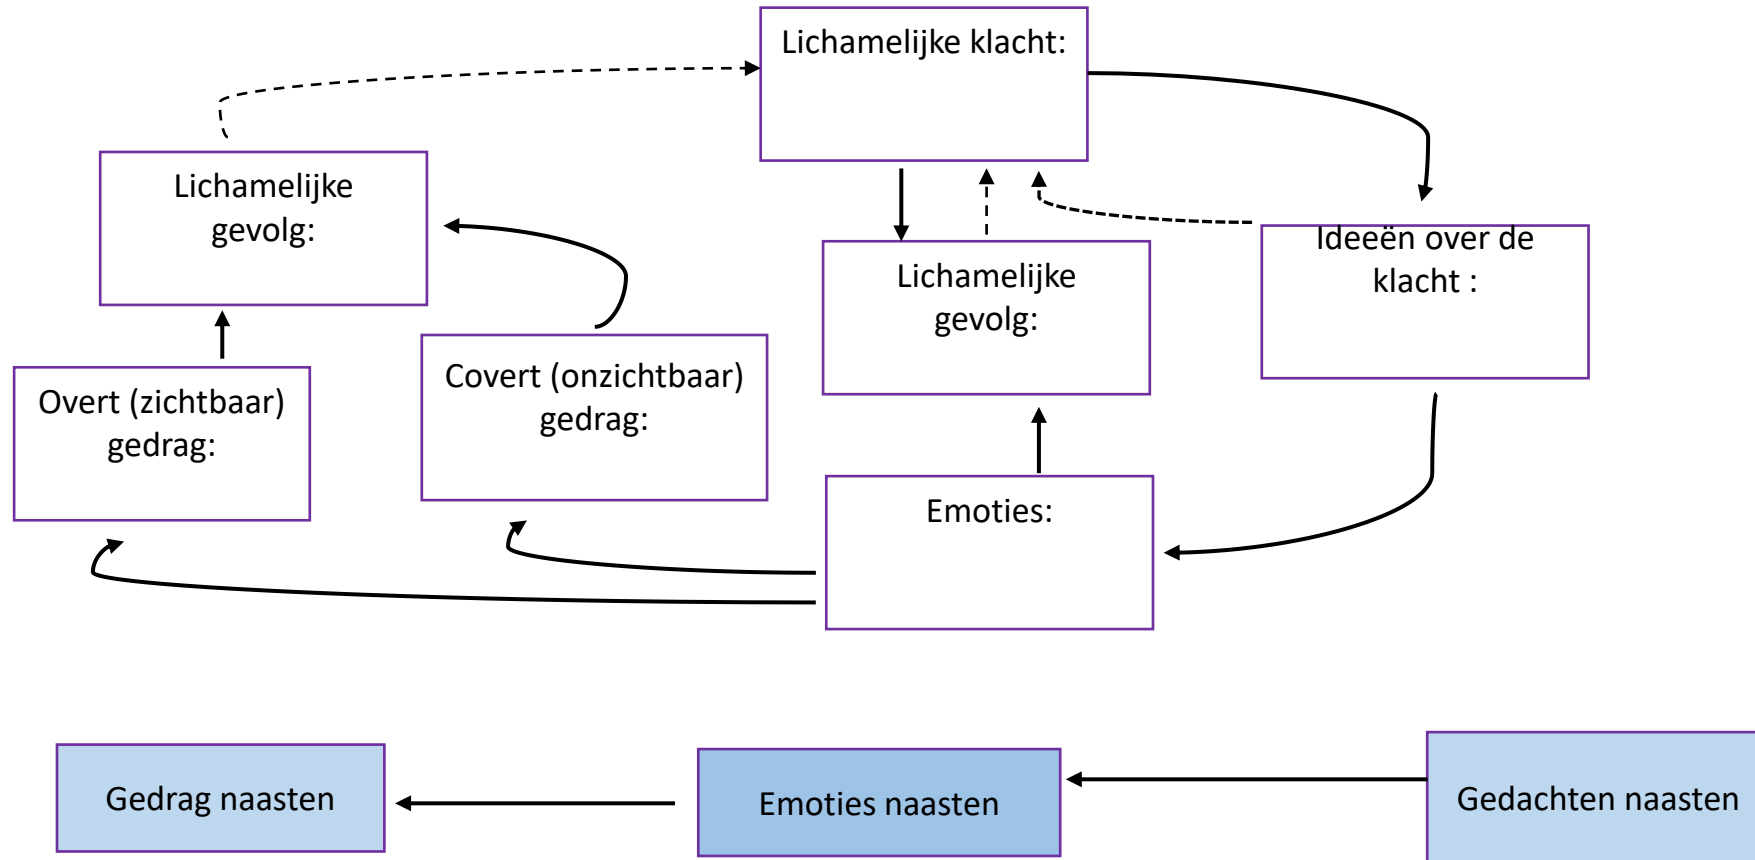 Lichamelijke klacht:
Lichamelijke
gevolg:
Ideeën over de
klacht :
Lichamelijke
gevolg:
Covert (onzichtbaar)
gedrag:
Overt (zichtbaar)
gedrag:
Emoties:
Gedrag naasten
Emoties naasten
Gedachten naasten